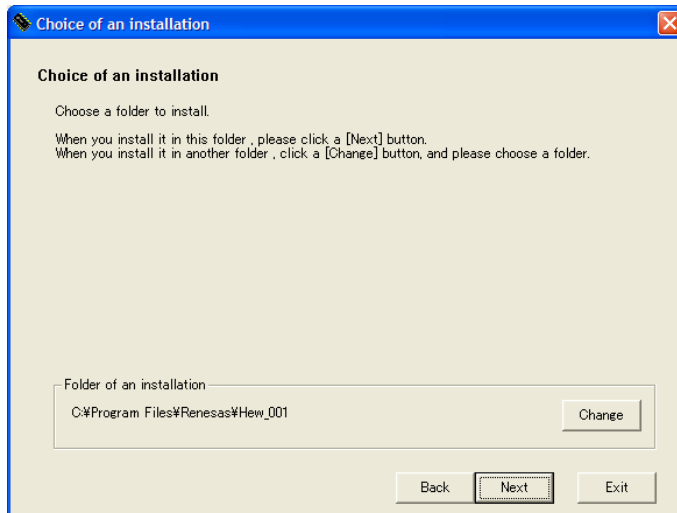 Choice of an installation
Choice of an installation
Choose a folder to install.
When you install it in this folder , please click a [Next] button.
When you install it in another folder , click a [Change] button, and please choose a folder.
Folder of an installation
C:¥Program Files¥Renesas¥Hew_001
Change
Back
Next
Exit